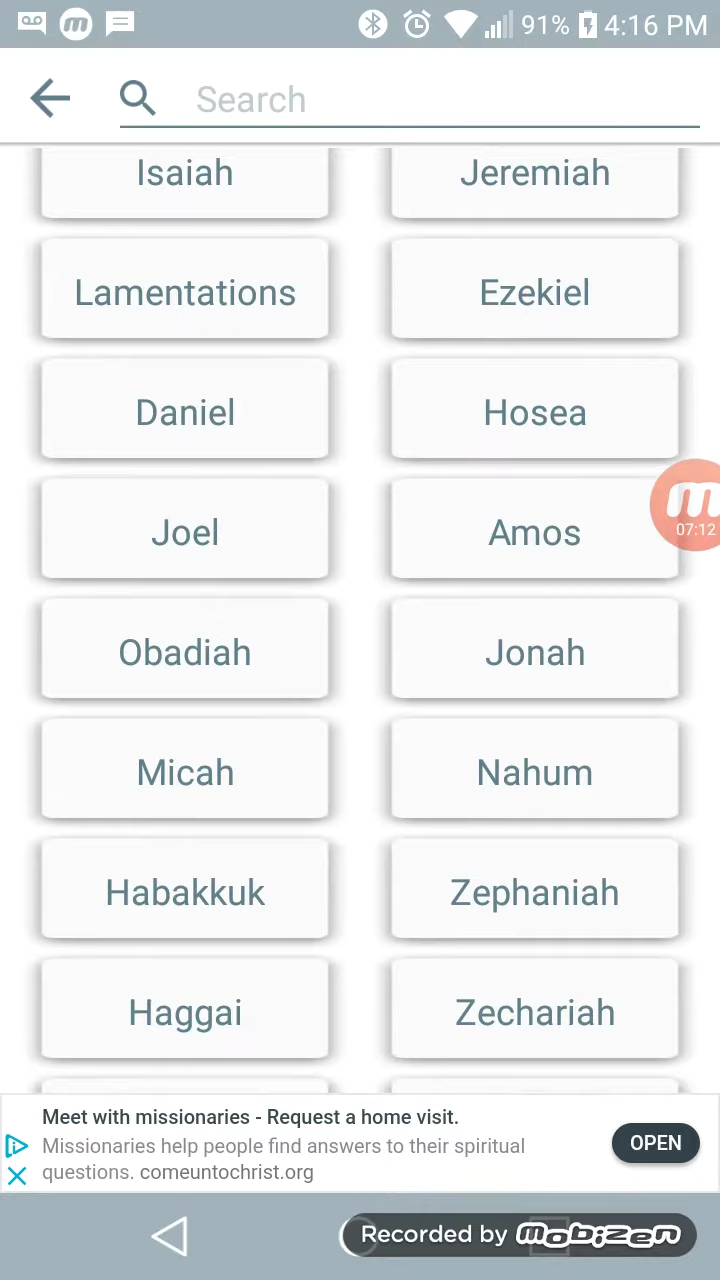 91% 4:16 PM
Search
Isaiah Jeremiah
Lamentations Ezekiel
Daniel Hosea
Joel Amos
07:12
Obadiah Jonah
Micah Nahum
Habakkuk Zephaniah
Haggai Zechariah
Meet with missionaries - Request a home visit.
Missionaries help people find answers to their spiritual
questions. comeuntochrist.org
OPEN
Recorded by mobizen